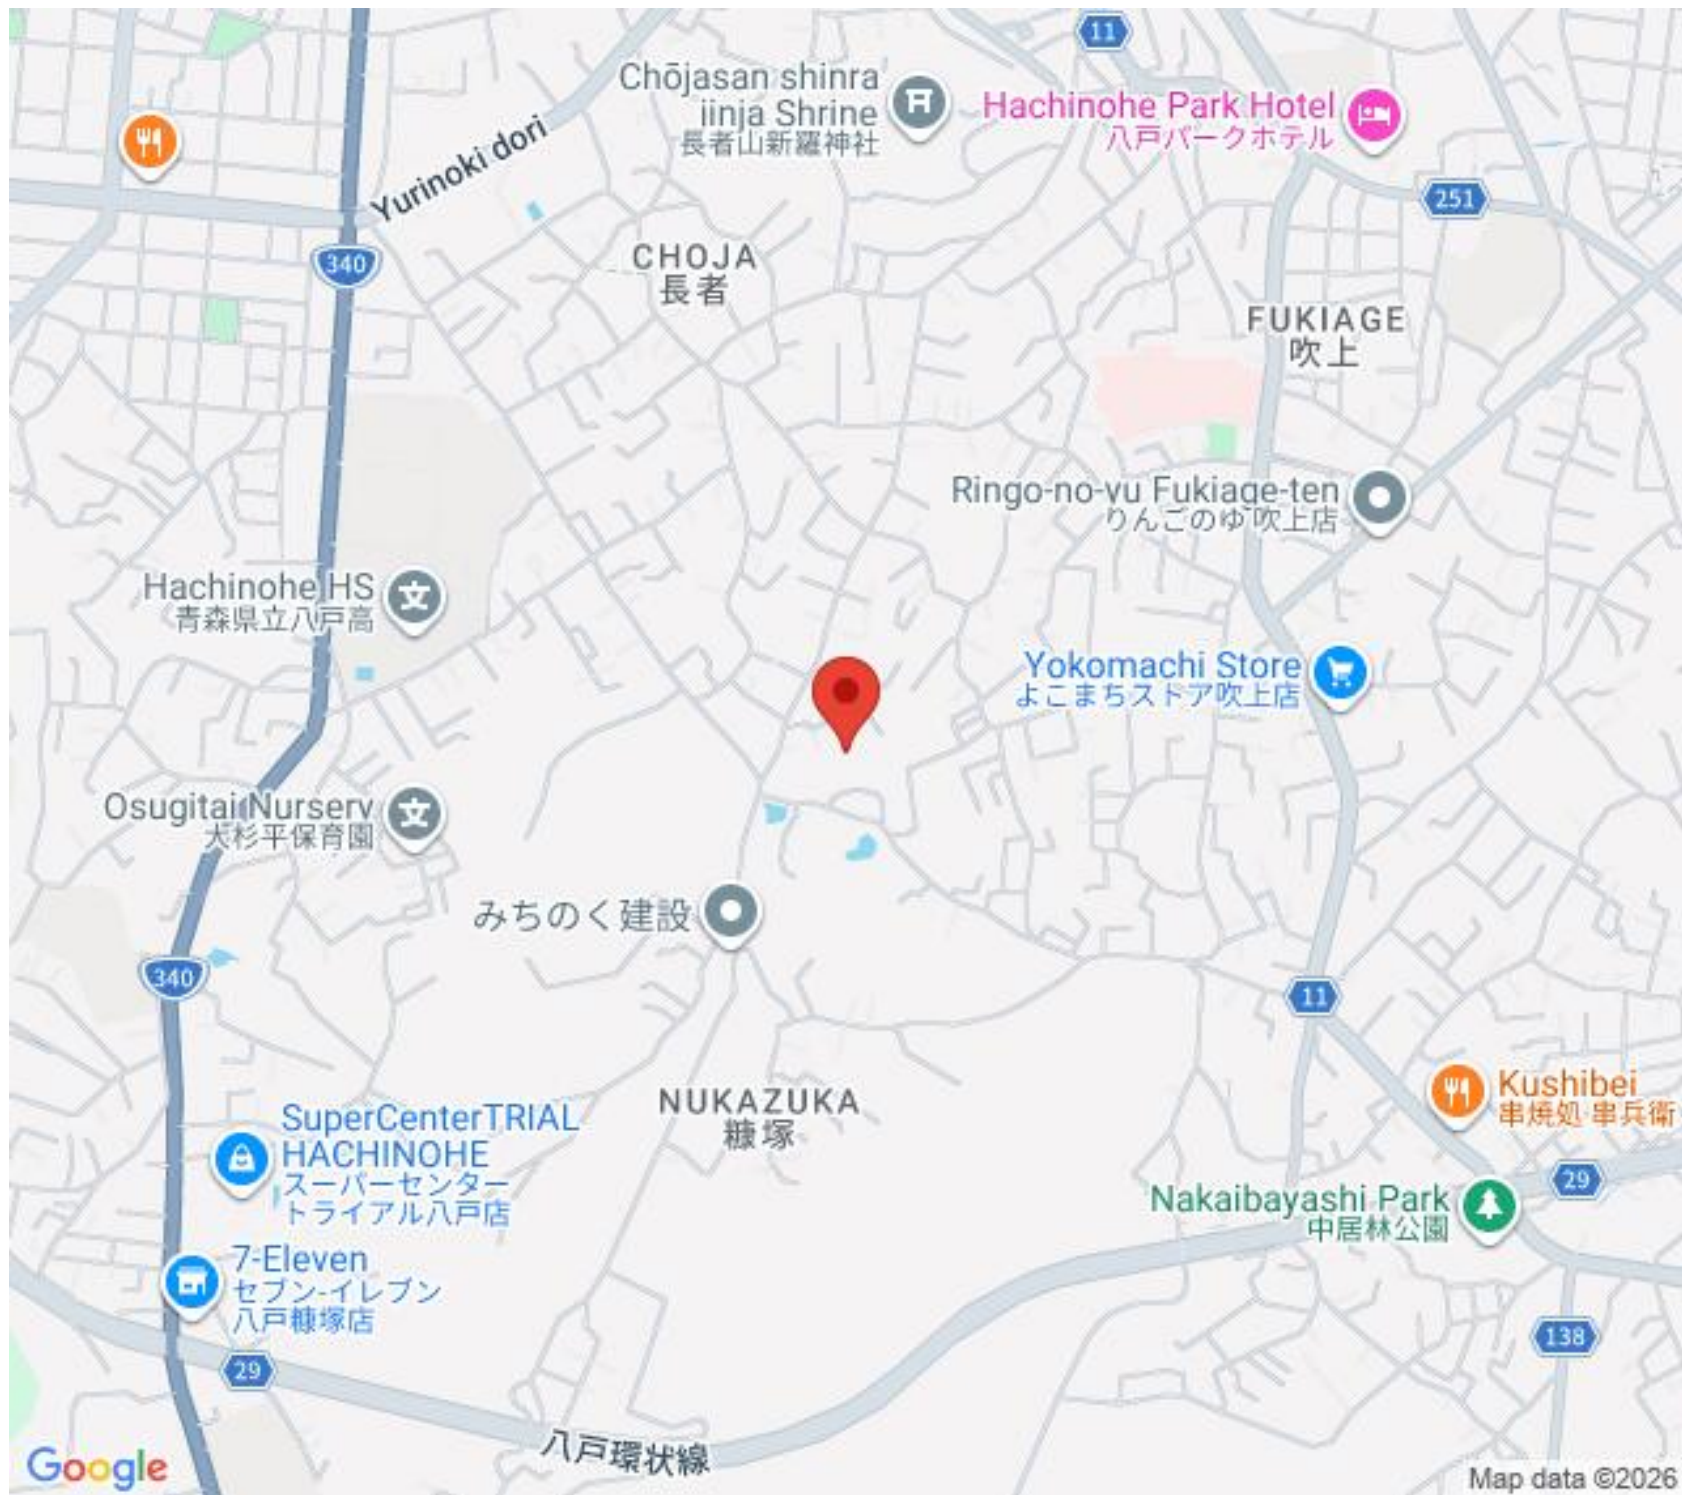 11
Chōjasan shinra
jinja Shrine
長者山新羅神社
Hachinohe Park Hotel
八戸パークホテル
Yurinoki dori
251
340
CHOJA
長者
FUKIAGE
吹上
Ringo-no-yu Fukiage-ten
りんごのゆ 吹上店
Hachinohe HS
青森県立八戸高
Yokomachi Store
よこまちストア吹上店
Osugitai Nursery
大杉平保育園
みちのく建設
340
11
NUKAZUKA
糠塚
Kushibei
串焼処 串兵衛
SuperCenterTRIAL
HACHINOHE
スーパーセンター
トライアル八戸店
29
Nakaibayashi Park
中居林公園
7-Eleven
セブン-イレブン
八戸糠塚店
138
29
八戸環状線
Google
Map data ©2026